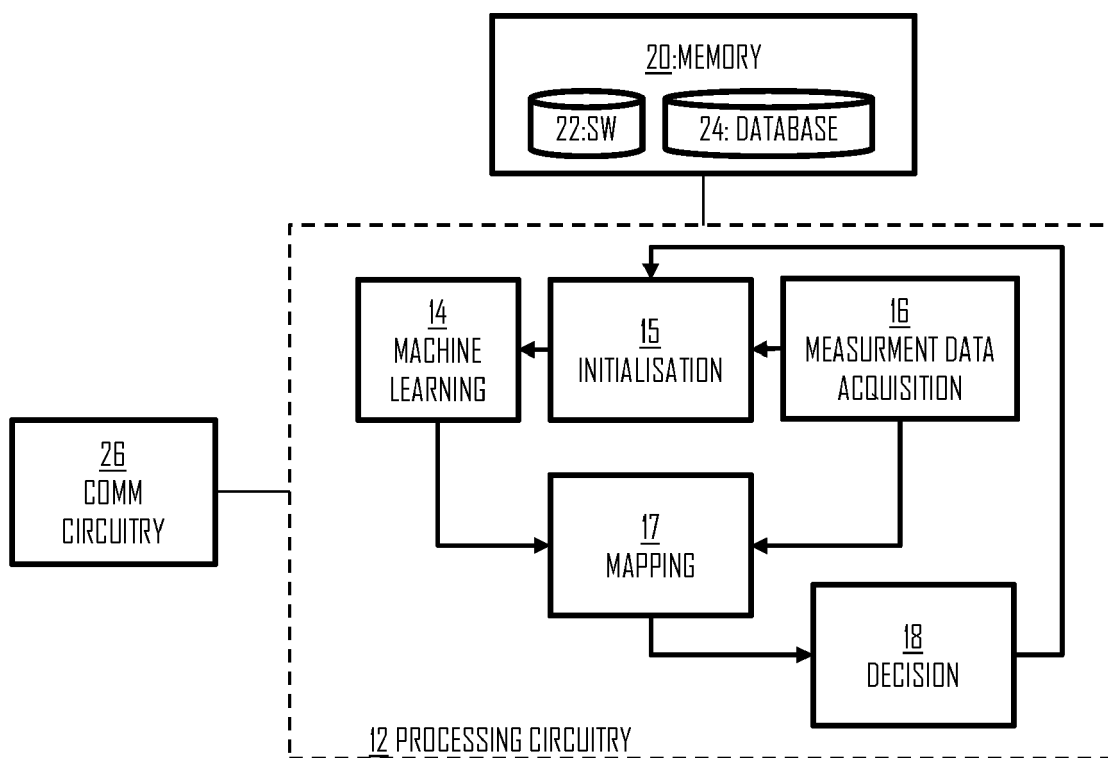 20:MEMORY
22:SW
24: DATABASE
14
MACHINE
LEARNING
15
INITIALISATION
16
MEASURMENT DATA
ACQUISITION
26
COMM
CIRCUITRY
17
MAPPING
18
DECISION
12 PROCESSING CIRCUITRY